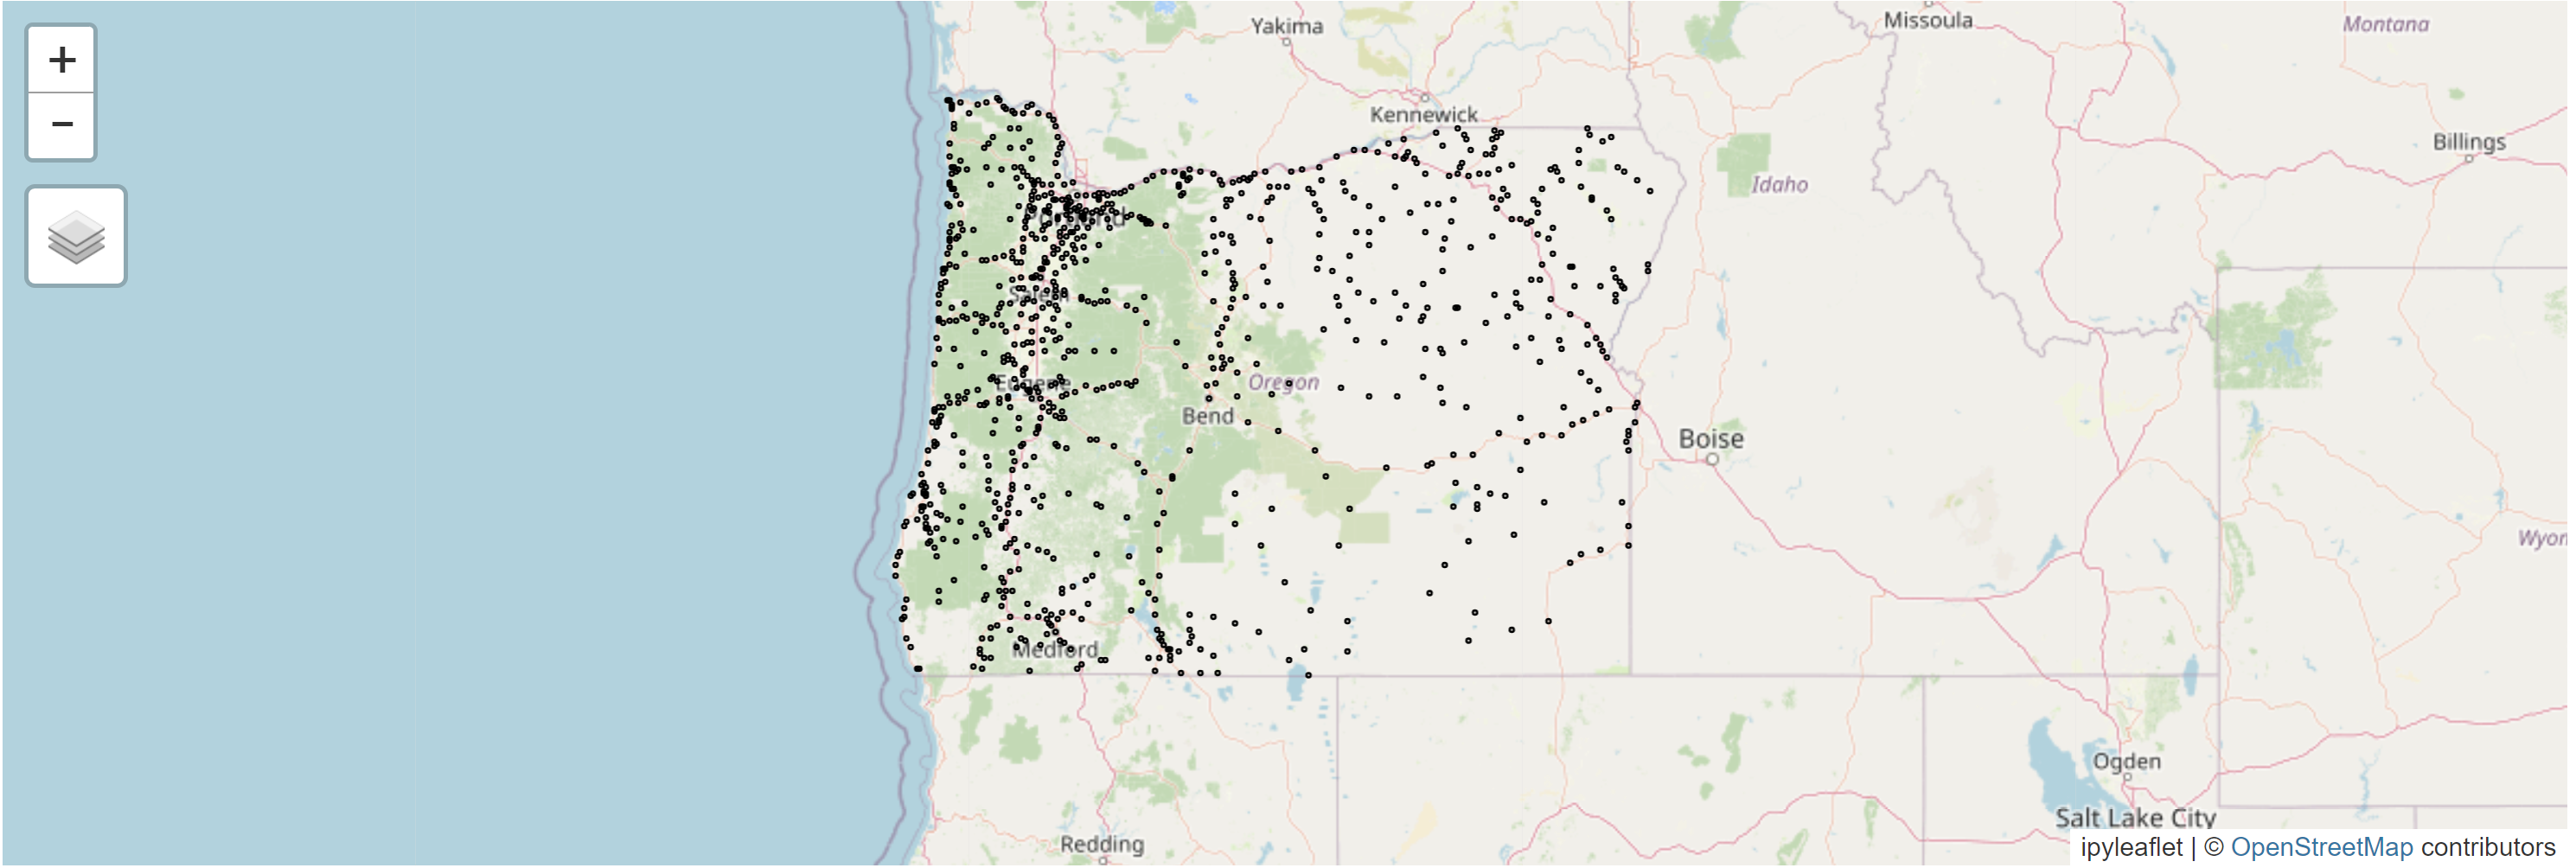 +
−
Yakima
Missoula
Montana
Kennewick
Billings
Idaho
Portland
Salem
Eugene
Oregon
Bend
Boise
Wyom
Medford
Ogden
Salt Lake City
Redding
ipyleaflet | © OpenStreetMap contributors